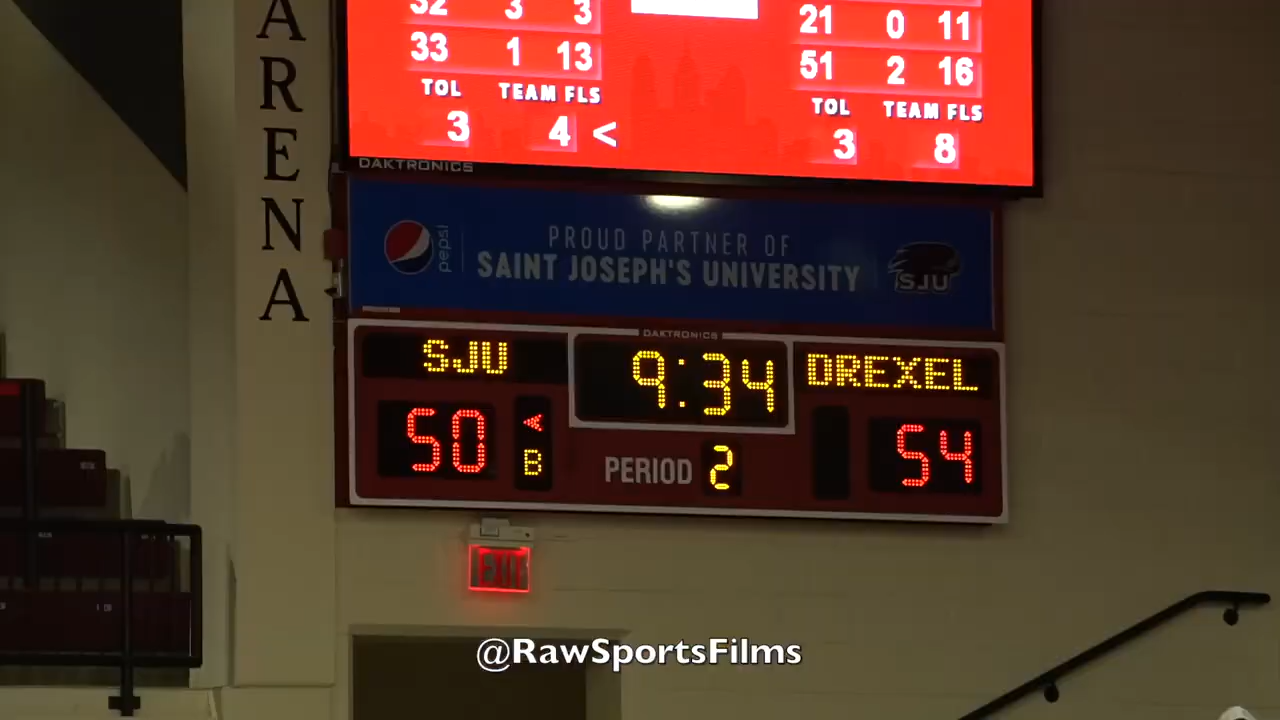 ARENA
32 3 3
33 1 13
TOL TEAM FLS
3 4 <
21 0 11
51 2 16
TOL TEAM FLS
3 8
DAKTRONICS
pepsi
PROUD PARTNER OF
SAINT JOSEPH'S UNIVERSITY
SJU
DAKTRONICS
SJU 9:34 DREXEL
50 A B PERIOD 2 54
EXIT
@RawSportsFilms